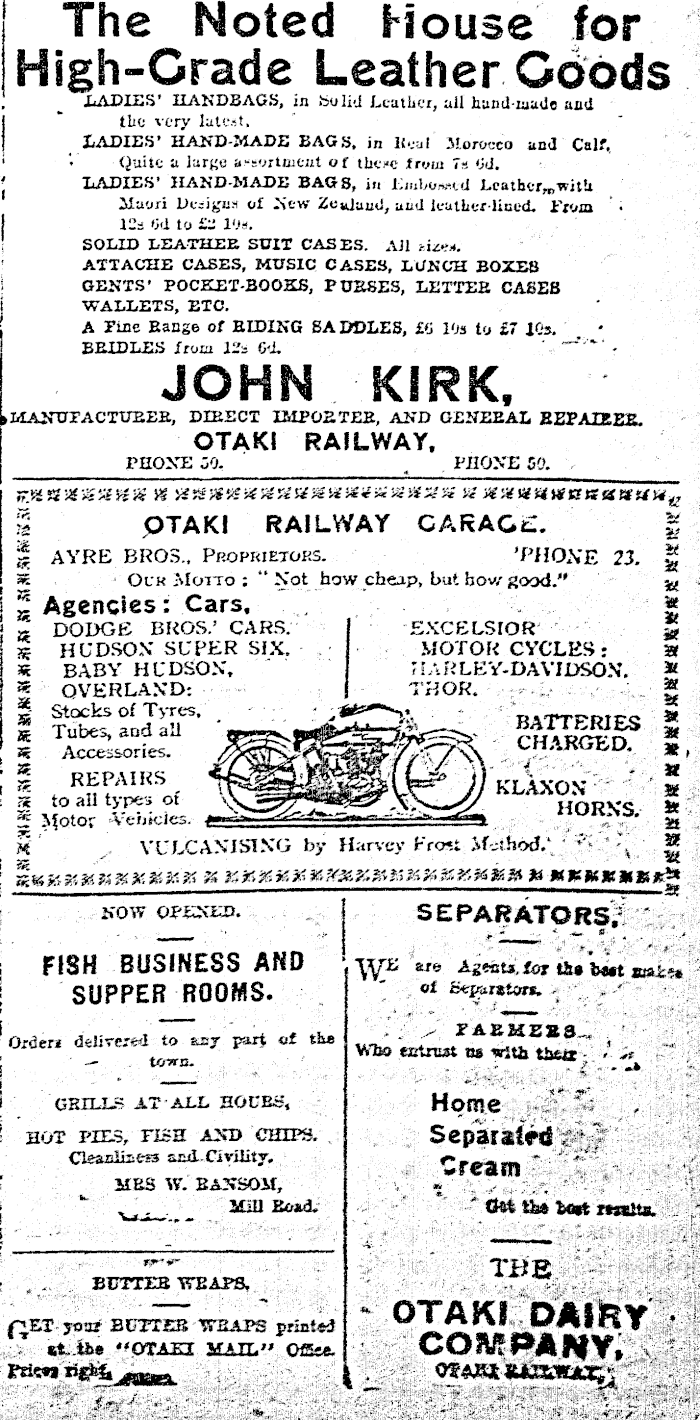 The Noted House for
High-Grade Leather Goods
LADIES' HANDBAGS, in Solid Leather, all hand-made and
the very latest.
LADIES' HAND-MADE BAGS, in Real Morocco and Calf.
Quite a large assortment of these from 7s 6d.
LADIES' HAND-MADE BAGS, in Embossed Leather, with
Maori Designs of New Zealand, and leather-lined. From
12s 6d to £2 10s.
SOLID LEATHER SUIT CASES. All sizes.
ATTACHE CASES, MUSIC CASES, LUNCH BOXES
GENTS' POCKET-BOOKS, PURSES, LETTER CASES
WALLETS, ETC.
A Fine Range of RIDING SADDLES, £6 10s to £7 10s.
BRIDLES from 12s 6d.
JOHN KIRK,
MANUFACTURER, DIRECT IMPORTER, AND GENERAL REPAIRER.
OTAKI RAILWAY.
PHONE 50. PHONE 50.
OTAKI RAILWAY GARAGE.
AYRE BROS., PROPRIETORS. 'PHONE 23.
OUR MOTTO: "Not how cheap, but how good."
Agencies: Cars,
DODGE BROS.' CARS.
HUDSON SUPER SIX.
BABY HUDSON,
OVERLAND:
Stocks of Tyres,
Tubes, and all
Accessories.
REPAIRS
to all types of
Motor Vehicles.
EXCELSIOR
MOTOR CYCLES:
HARLEY-DAVIDSON.
THOR.
BATTERIES
CHARGED.
KLAXON
HORNS.
VULCANISING by Harvey Frost Method.
NOW OPENED.
FISH BUSINESS AND
SUPPER ROOMS.
Orders delivered to any part of the
town.
GRILLS AT ALL HOURS,
HOT PIES, FISH AND CHIPS.
Cleanliness and Civility.
MRS W. RANSOM,
Mill Road.
BUTTER WRAPS.
GET your BUTTER WRAPS printed
at the "OTAKI MAIL" Office.
Prices right.
SEPARATORS,
WE are Agents for the best makes
of Separators.
FARMERS
Who entrust us with their
Home
Separated
Cream
Get the best results.
THE
OTAKI DAIRY
COMPANY,
OTAKI RAILWAY.